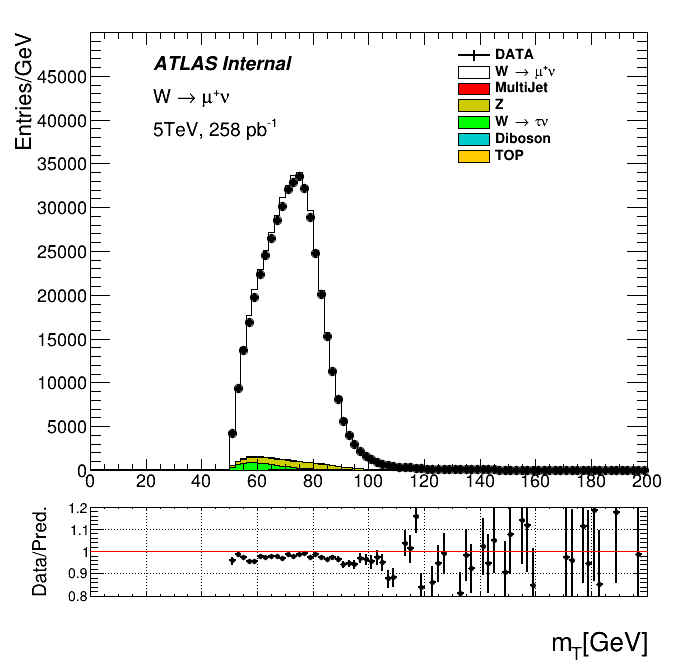 Entries/GeV
45000
40000
35000
30000
25000
20000
15000
10000
5000
0
ATLAS Internal
W → μ⁺ν
5TeV, 258 pb⁻¹
DATA
W → μ⁺ν
MultiJet
Z
W → τν
Diboson
TOP
0 20 40 60 80 100 120 140 160 180 200
Data/Pred.
1.2
1.1
1
0.9
0.8
m_T[GeV]